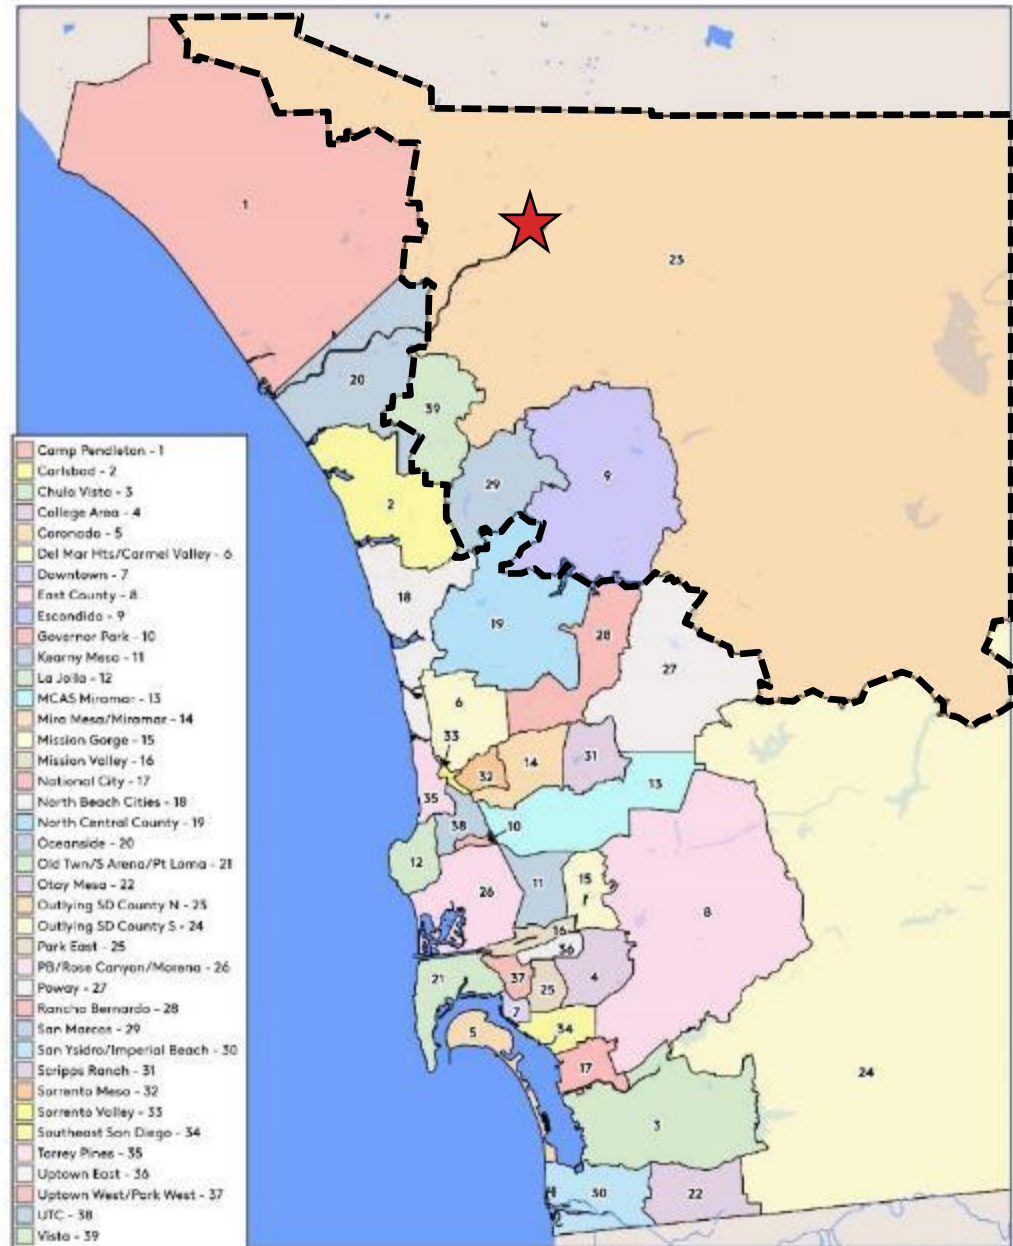 1
23
20
39
29
9
2
18
19
28
27
6
33
32
14
31
13
35
38
10
12
26
11
15
8
16
36
21
37
25
4
7
5
34
17
24
3
30
22
Camp Pendleton - 1
Carlsbad - 2
Chula Vista - 3
College Area - 4
Coronado - 5
Del Mar Hts/Carmel Valley - 6
Downtown - 7
East County - 8
Escondido - 9
Governor Park - 10
Kearny Mesa - 11
La Jolla - 12
MCAS Miramar - 13
Mira Mesa/Miramar - 14
Mission Gorge - 15
Mission Valley - 16
National City - 17
North Beach Cities - 18
North Central County - 19
Oceanside - 20
Old Twn/S Arena/Pt Loma - 21
Otay Mesa - 22
Outlying SD County N - 23
Outlying SD County S - 24
Park East - 25
PB/Rose Canyon/Morena - 26
Poway - 27
Rancho Bernardo - 28
San Marcos - 29
San Ysidro/Imperial Beach - 30
Scripps Ranch - 31
Sorrento Mesa - 32
Sorrento Valley - 33
Southeast San Diego - 34
Torrey Pines - 35
Uptown East - 36
Uptown West/Park West - 37
UTC - 38
Vista - 39